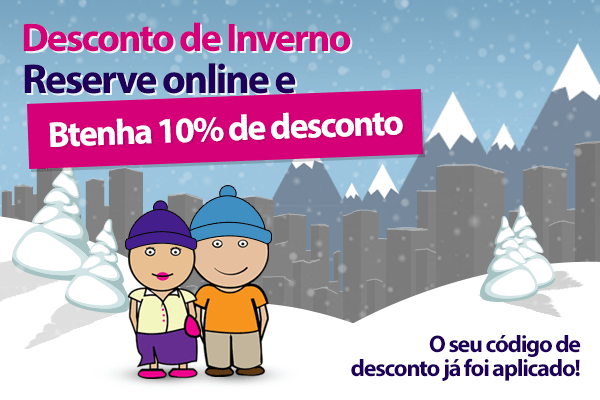 Desconto de Inverno
Reserve online e
Btenha 10% de desconto
O seu código de
desconto já foi aplicado!